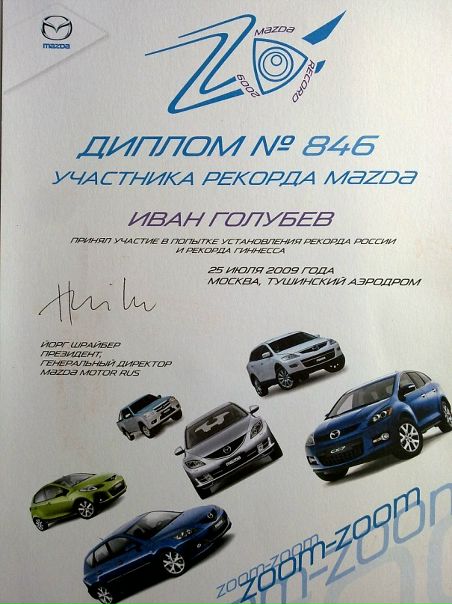 mazda
Mazda
RECORD
2009
ДИПЛОМ № 846
УЧАСТНИКА РЕКОРДА mazda
ИВАН ГОЛУБЕВ
ПРИНЯЛ УЧАСТИЕ В ПОПЫТКЕ УСТАНОВЛЕНИЯ РЕКОРДА РОССИИ
И РЕКОРДА ГИННЕССА
25 ИЮЛЯ 2009 ГОДА
МОСКВА, ТУШИНСКИЙ АЭРОДРОМ
ЙОРГ ШРАЙБЕР
ПРЕЗИДЕНТ,
ГЕНЕРАЛЬНЫЙ ДИРЕКТОР
MAZDA MOTOR RUS
zoom-zoom
zoom-zoom
zoom-zoom